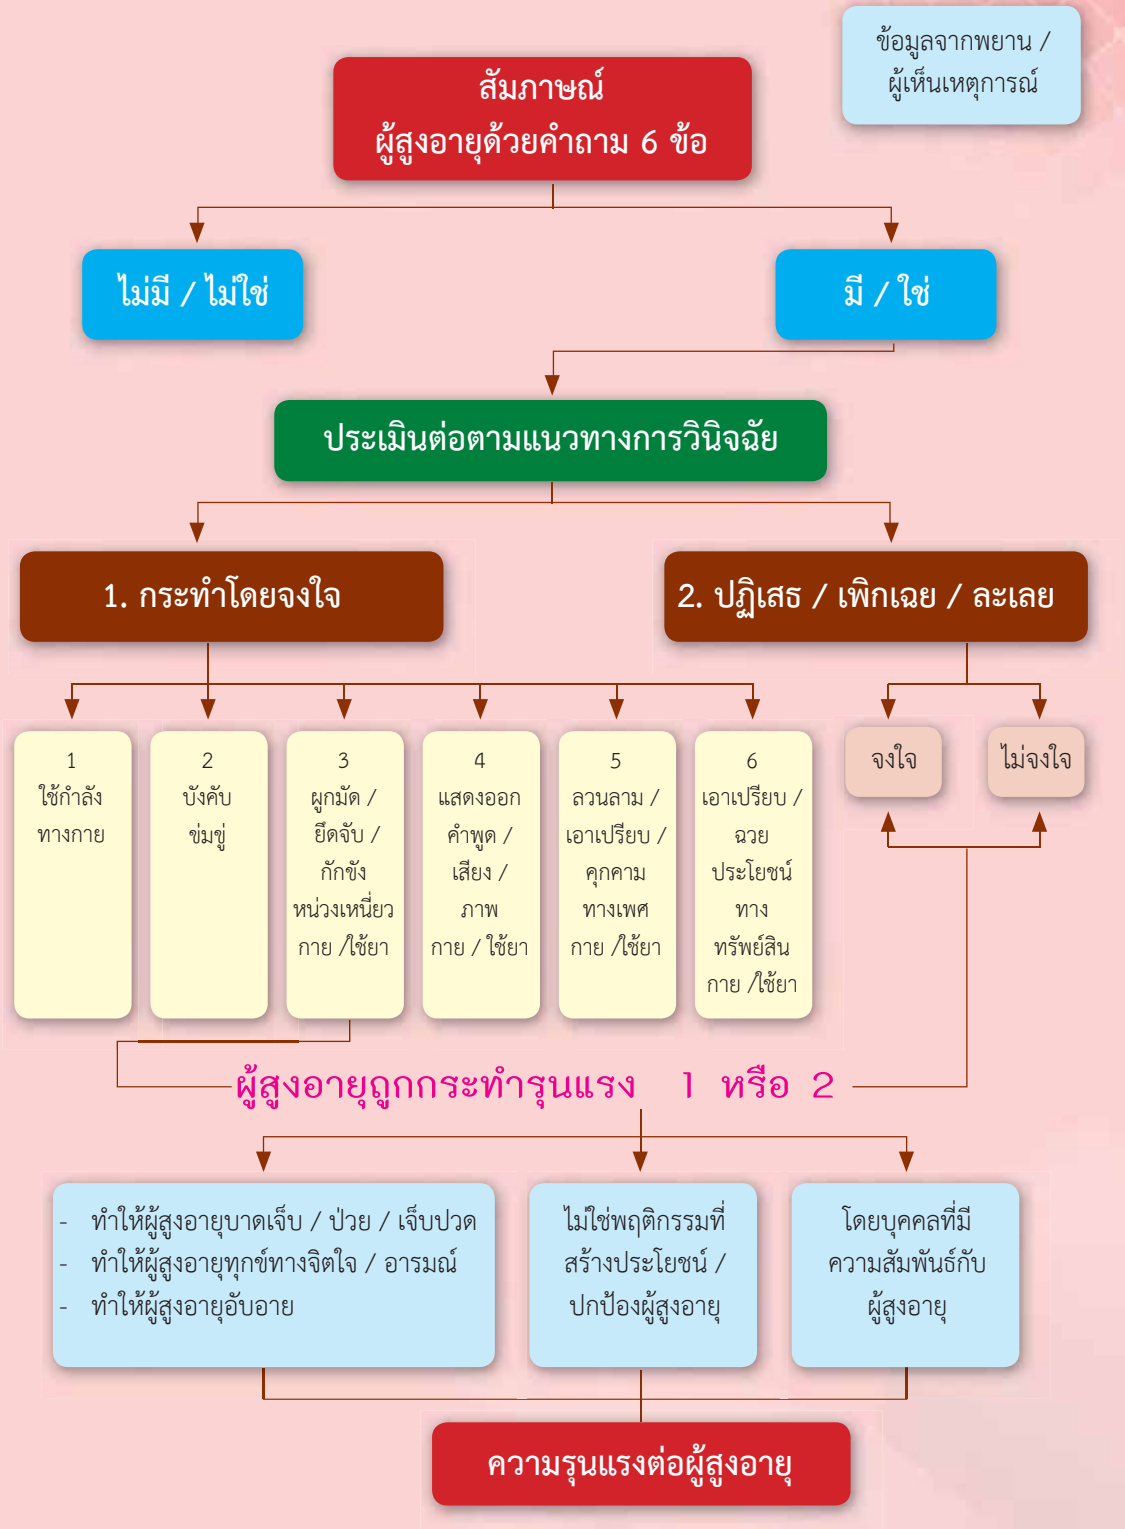 ข้อมูลจากพยาน /
ผู้เห็นเหตุการณ์
สัมภาษณ์
ผู้สูงอายุด้วยคำถาม 6 ข้อ
ไม่มี / ไม่ใช่
มี / ใช่
ประเมินต่อตามแนวทางการวินิจฉัย
1. กระทำโดยจงใจ
2. ปฏิเสธ / เพิกเฉย / ละเลย
1
ใช้กำลัง
ทางกาย
2
บังคับ
ข่มขู่
3
ผูกมัด /
ยึดจับ /
กักขัง
หน่วงเหนี่ยว
กาย /ใช้ยา
4
แสดงออก
คำพูด /
เสียง /
ภาพ
กาย / ใช้ยา
5
ลวนลาม /
เอาเปรียบ /
คุกคาม
ทางเพศ
กาย /ใช้ยา
6
เอาเปรียบ /
ฉวย
ประโยชน์
ทาง
ทรัพย์สิน
กาย /ใช้ยา
จงใจ
ไม่จงใจ
ผู้สูงอายุถูกกระทำรุนแรง 1 หรือ 2
- ทำให้ผู้สูงอายุบาดเจ็บ / ป่วย / เจ็บปวด
- ทำให้ผู้สูงอายุทุกข์ทางจิตใจ / อารมณ์
- ทำให้ผู้สูงอายุอับอาย
ไม่ใช่พฤติกรรมที่
สร้างประโยชน์ /
ปกป้องผู้สูงอายุ
โดยบุคคลที่มี
ความสัมพันธ์กับ
ผู้สูงอายุ
ความรุนแรงต่อผู้สูงอายุ